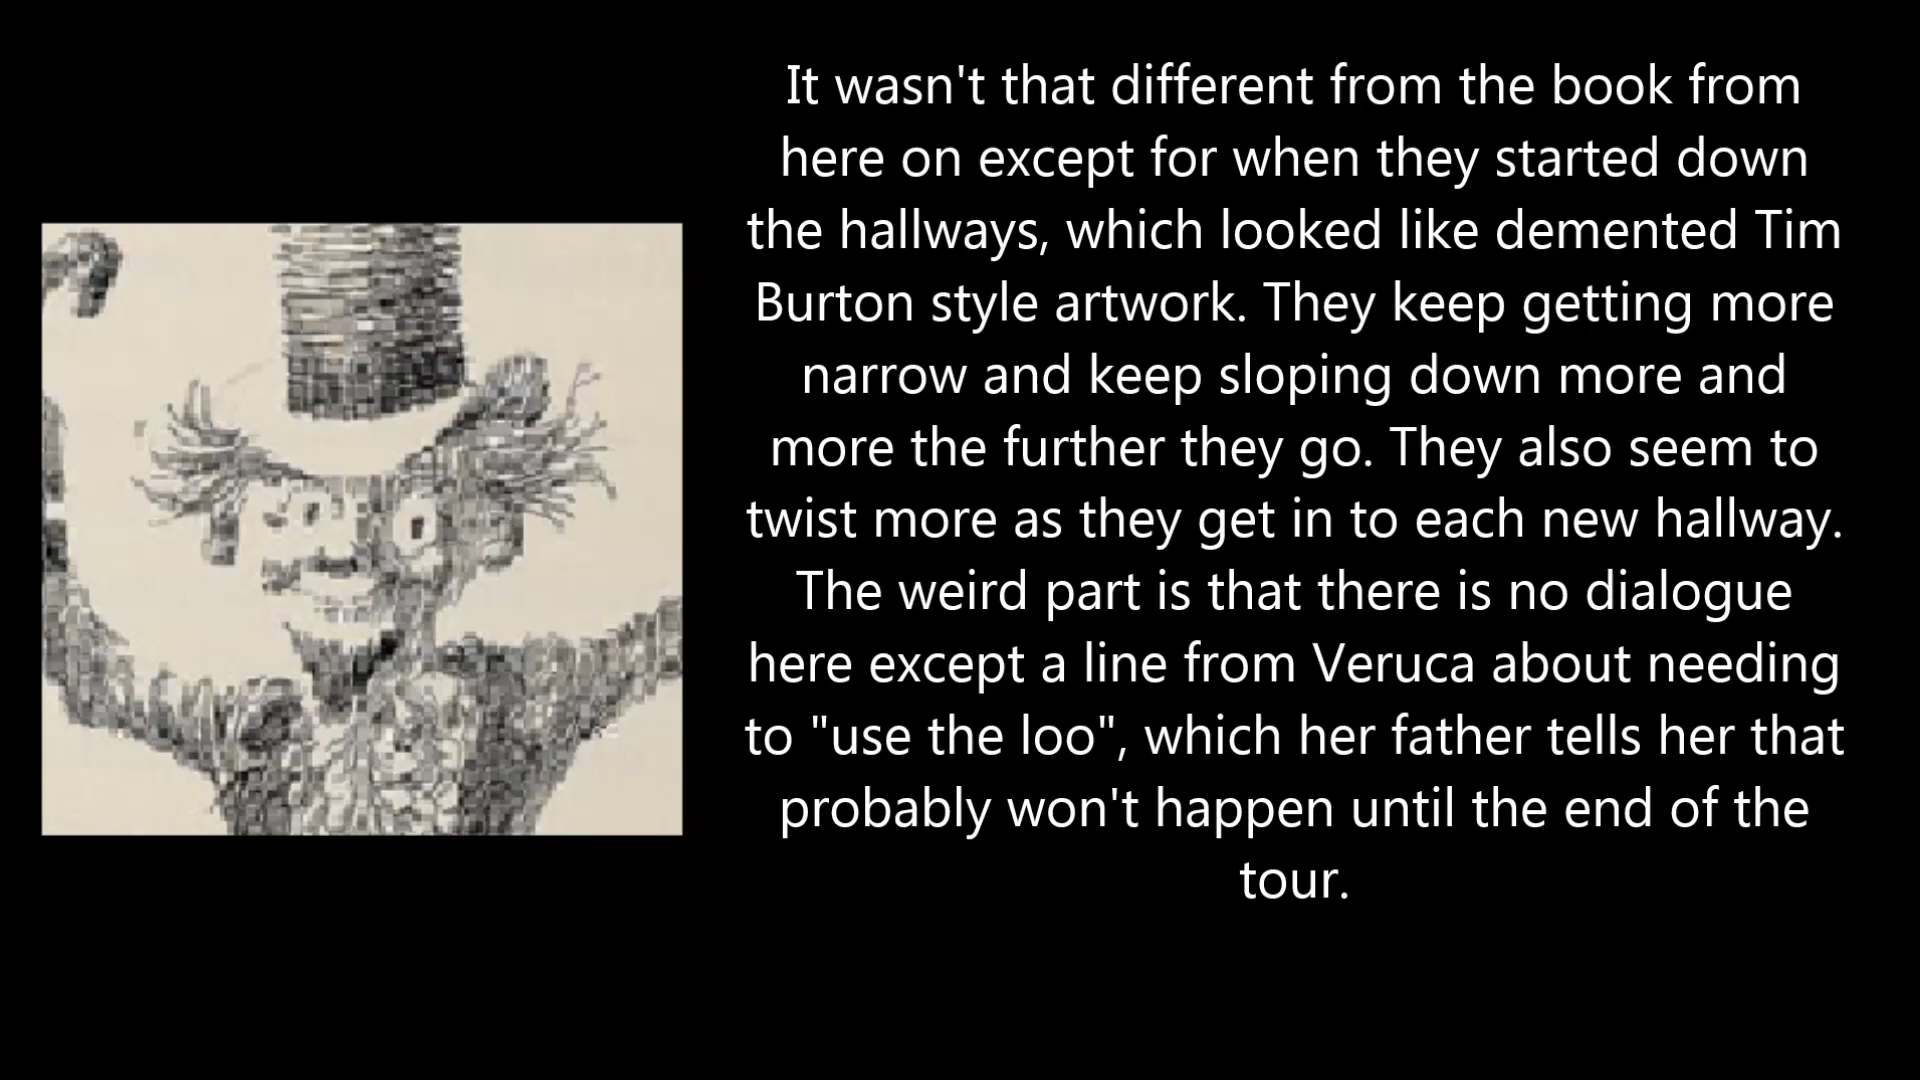 It wasn't that different from the book from
here on except for when they started down
the hallways, which looked like demented Tim
Burton style artwork. They keep getting more
narrow and keep sloping down more and
more the further they go. They also seem to
twist more as they get in to each new hallway.
The weird part is that there is no dialogue
here except a line from Veruca about needing
to "use the loo", which her father tells her that
probably won't happen until the end of the
tour.